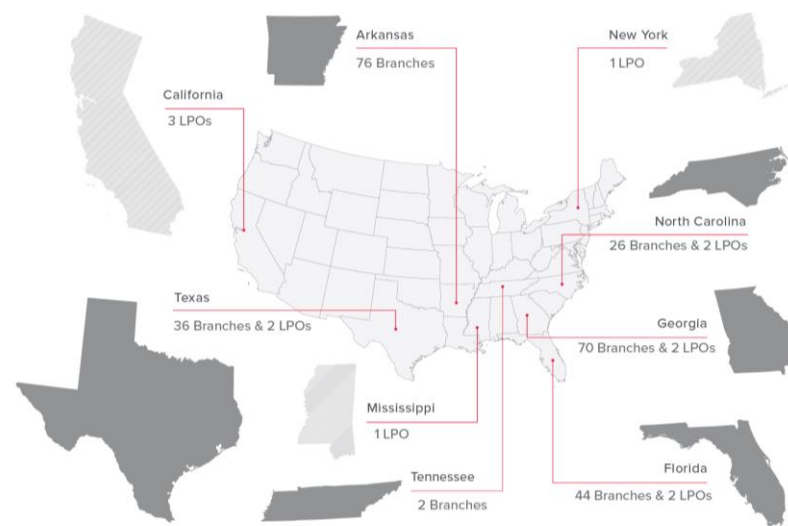 Arkansas
76 Branches
New York
1 LPO
California
3 LPOs
North Carolina
26 Branches & 2 LPOs
Texas
36 Branches & 2 LPOs
Georgia
70 Branches & 2 LPOs
Mississippi
1 LPO
Tennessee
2 Branches
Florida
44 Branches & 2 LPOs